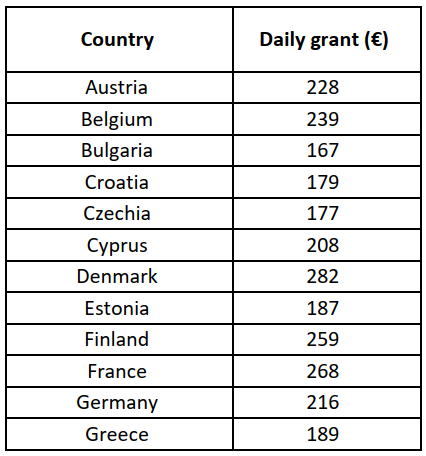 Country Daily grant (€)
Austria 228
Belgium 239
Bulgaria 167
Croatia 179
Czechia 177
Cyprus 208
Denmark 282
Estonia 187
Finland 259
France 268
Germany 216
Greece 189